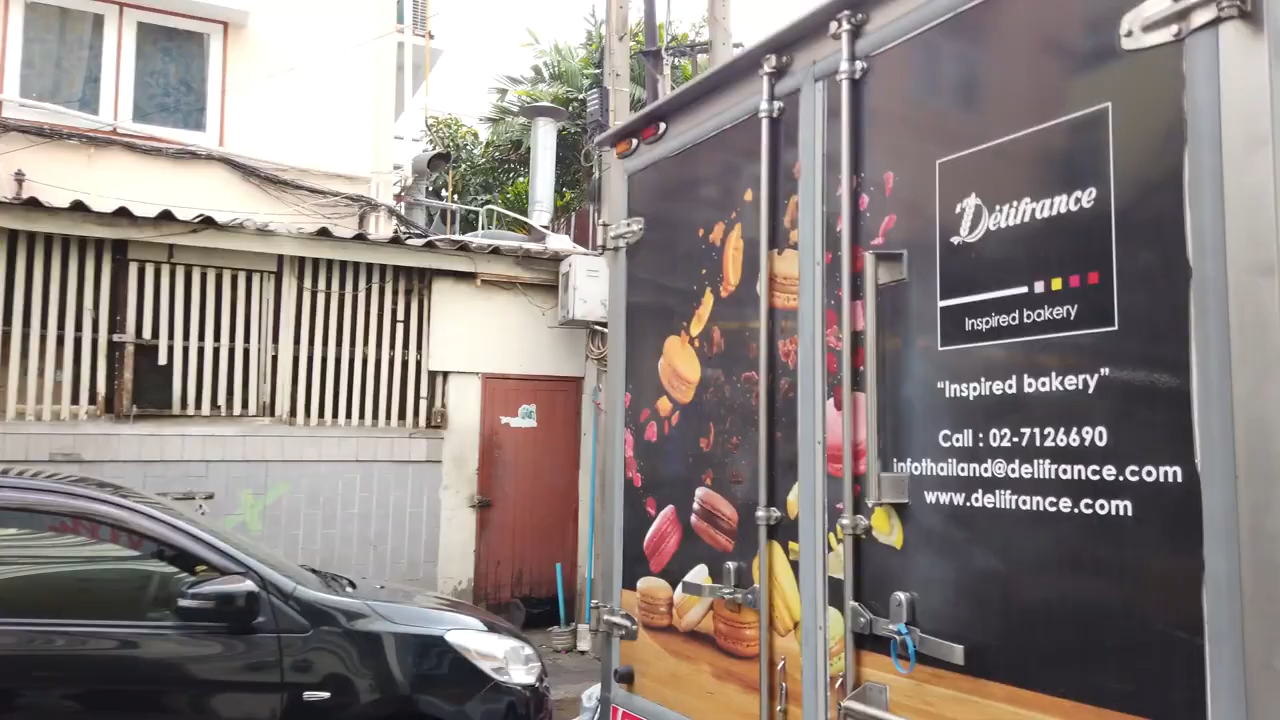 Délifrance
Inspired bakery
“Inspired bakery”
Call : 02-7126690
infothailand@delifrance.com
www.delifrance.com